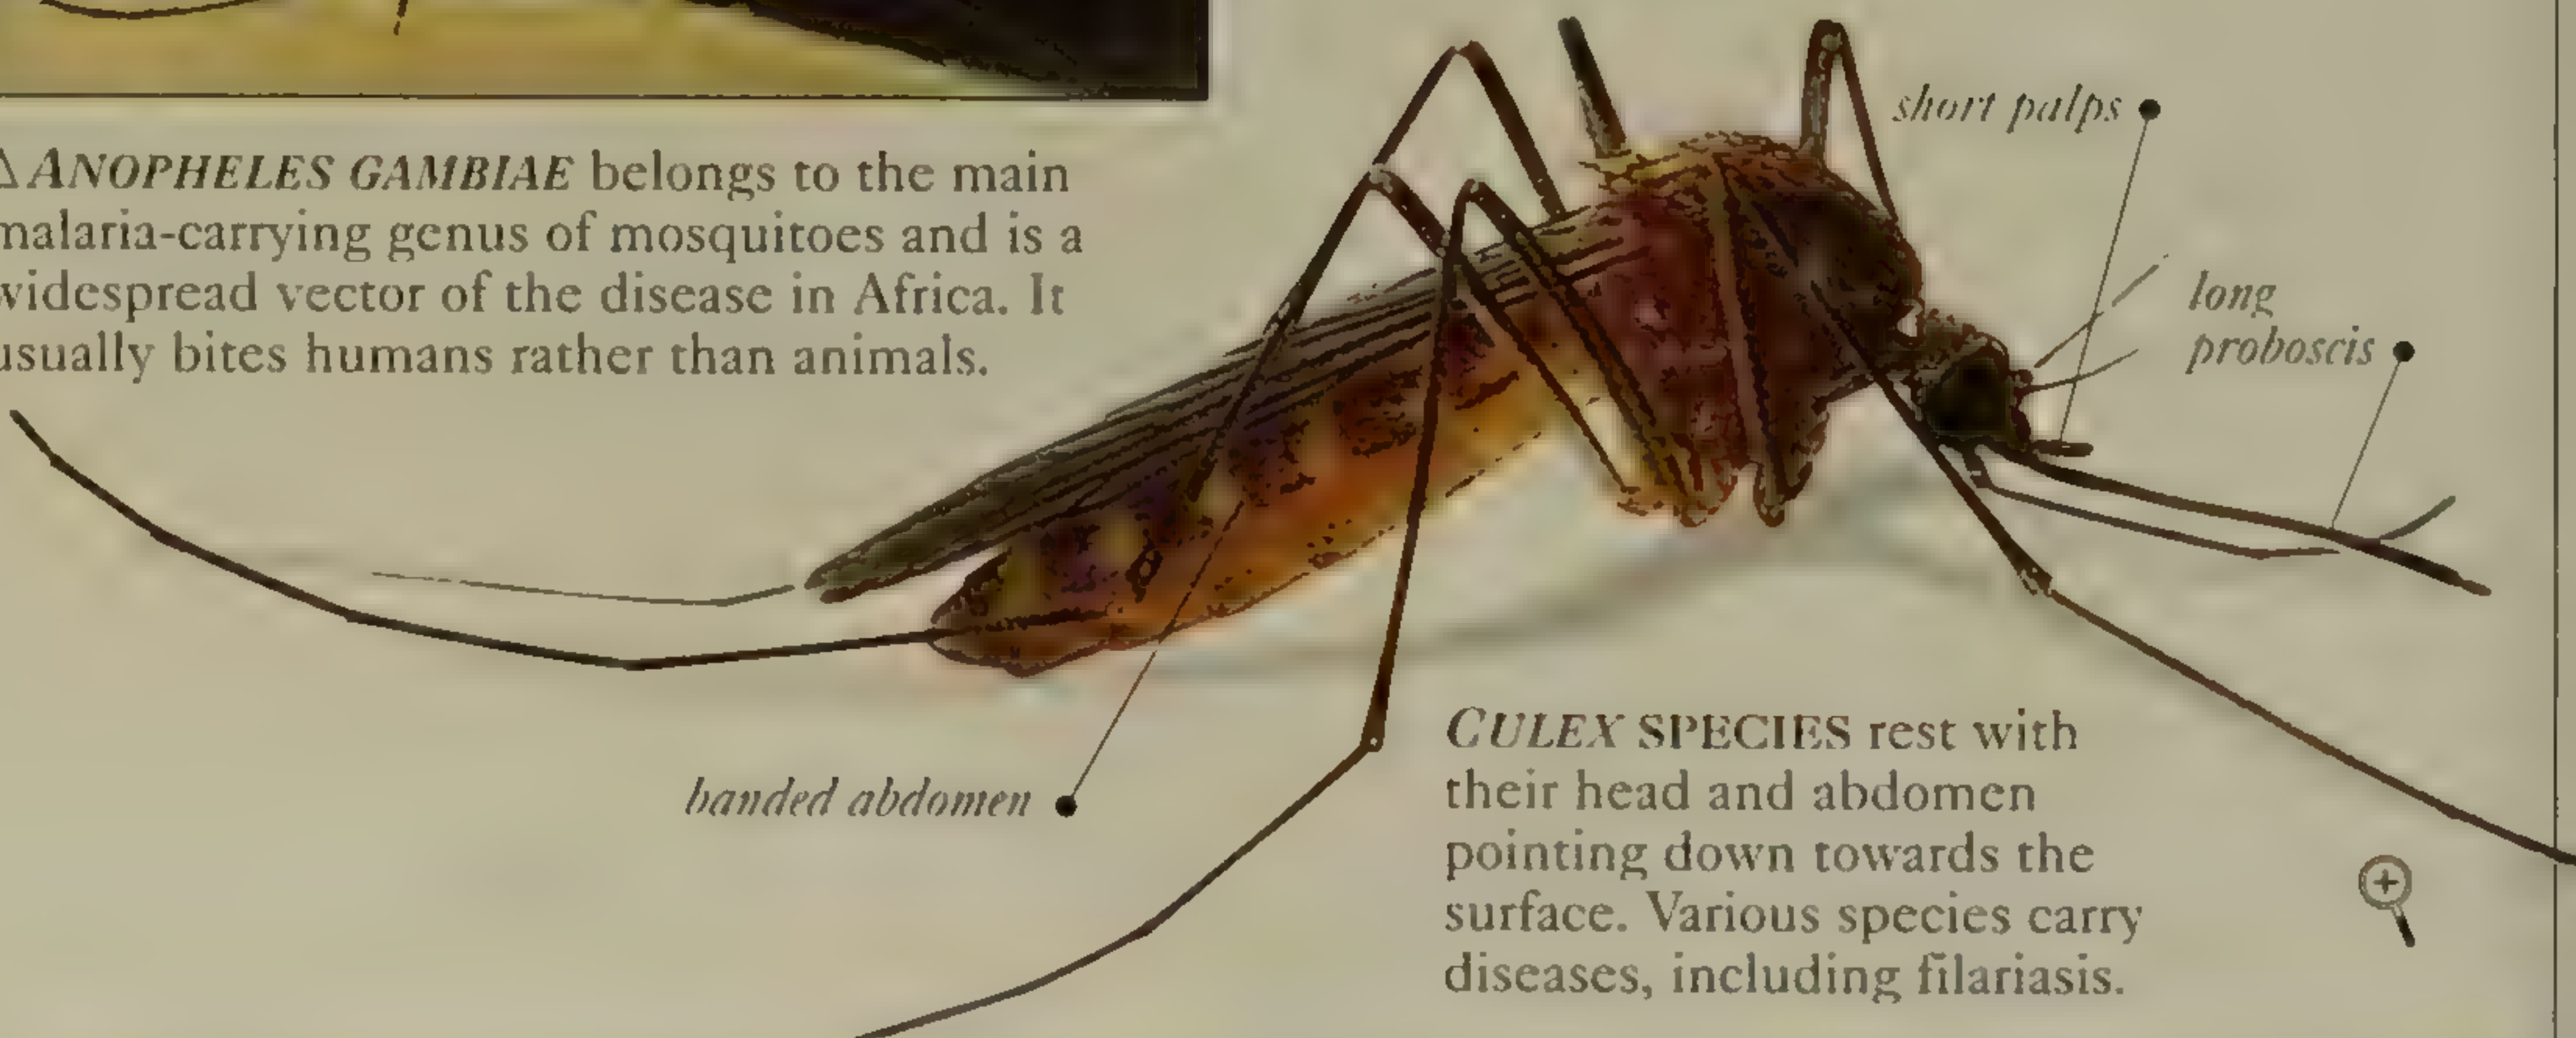 △ ANOPHELES GAMBIAE belongs to the main
malaria-carrying genus of mosquitoes and is a
widespread vector of the disease in Africa. It
usually bites humans rather than animals.
short palps
long
proboscis
banded abdomen
CULEX SPECIES rest with
their head and abdomen
pointing down towards the
surface. Various species carry
diseases, including filariasis.